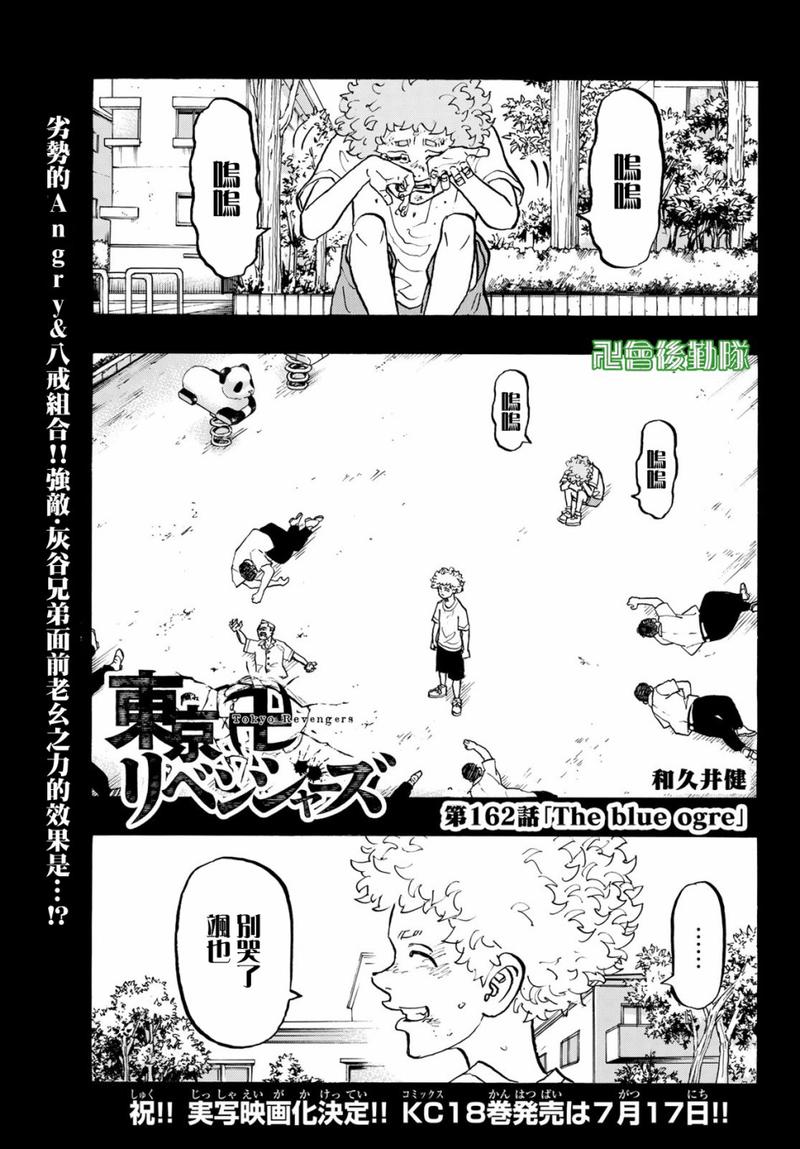 劣勢的Angry&八戒組合!!強敵·灰谷兄弟面前老么之力的效果是…!?
嗚嗚
嗚嗚
卍會後勤隊
嗚嗚
嗚嗚
東京卍リベンジャーズ
Tokyo Revengers
和久井健
第162話「The blue ogre」
……
別哭了
颯也
しゅく じっしゃえいがかけってい コミックス かんはつばい がつ にち
祝!! 実写映画化決定!! KC18巻発売は7月17日!!